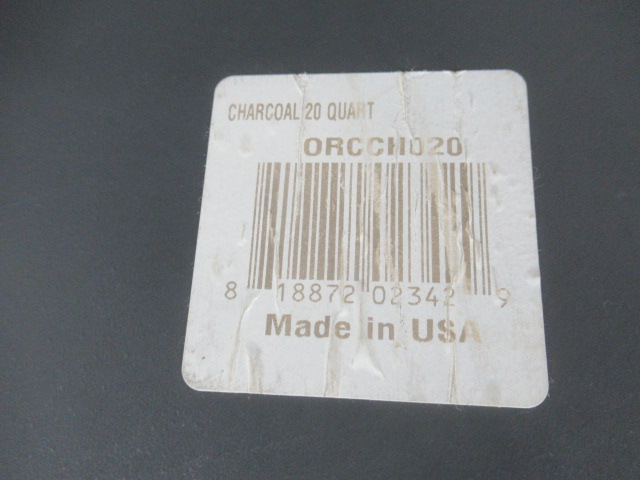 CHARCOAL 20 QUART
ORCCH020
8 18872 02342 9
Made in USA